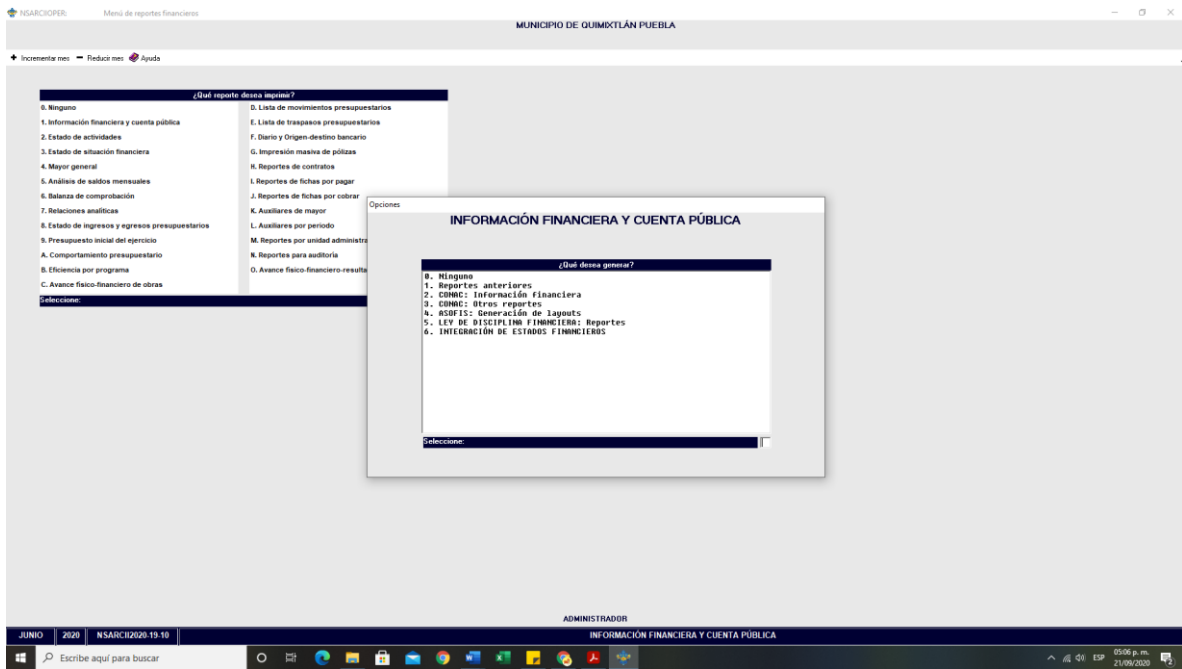 NSARCIIOPER: Menú de reportes financieros
MUNICIPIO DE QUIMIXTLÁN PUEBLA
Incrementar mes Reducir mes Ayuda
¿Qué reporte desea imprimir?
0. Ninguno
1. Información financiera y cuenta pública
2. Estado de actividades
3. Estado de situación financiera
4. Mayor general
5. Análisis de saldos mensuales
6. Balanza de comprobación
7. Relaciones analíticas
8. Estado de ingresos y egresos presupuestarios
9. Presupuesto inicial del ejercicio
A. Comportamiento presupuestario
B. Eficiencia por programa
C. Avance físico-financiero de obras
D. Lista de movimientos presupuestarios
E. Lista de traspasos presupuestarios
F. Diario y Origen-destino bancario
G. Impresión masiva de pólizas
H. Reportes de contratos
I. Reportes de fichas por pagar
J. Reportes de fichas por cobrar
K. Auxiliares de mayor
L. Auxiliares por periodo
M. Reportes por unidad administra
N. Reportes para auditoría
O. Avance físico-financiero-resulta
Seleccione:
Opciones
INFORMACIÓN FINANCIERA Y CUENTA PÚBLICA
¿Qué desea generar?
0. Ninguno
1. Reportes anteriores
2. CONAC: Información financiera
3. CONAC: Otros reportes
4. ASOFIS: Generación de layouts
5. LEY DE DISCIPLINA FINANCIERA: Reportes
6. INTEGRACIÓN DE ESTADOS FINANCIEROS
Seleccione:
ADMINISTRADOR
JUNIO 2020 NSARCII2020-19-10 INFORMACIÓN FINANCIERA Y CUENTA PÚBLICA
Escribe aquí para buscar
ESP 05:06 p. m.
21/09/2020